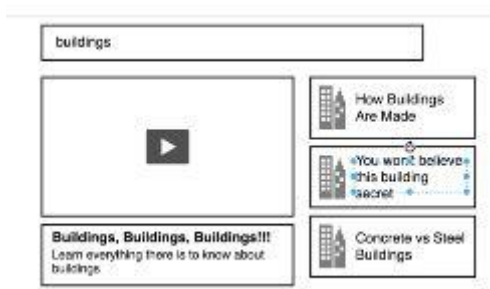 buildings
How Buildings
Are Made
You won't believe
this building
secret
Buildings, Buildings, Buildings!!!
Learn everything there is to know about
buildings
Concrete vs Steel
Buildings